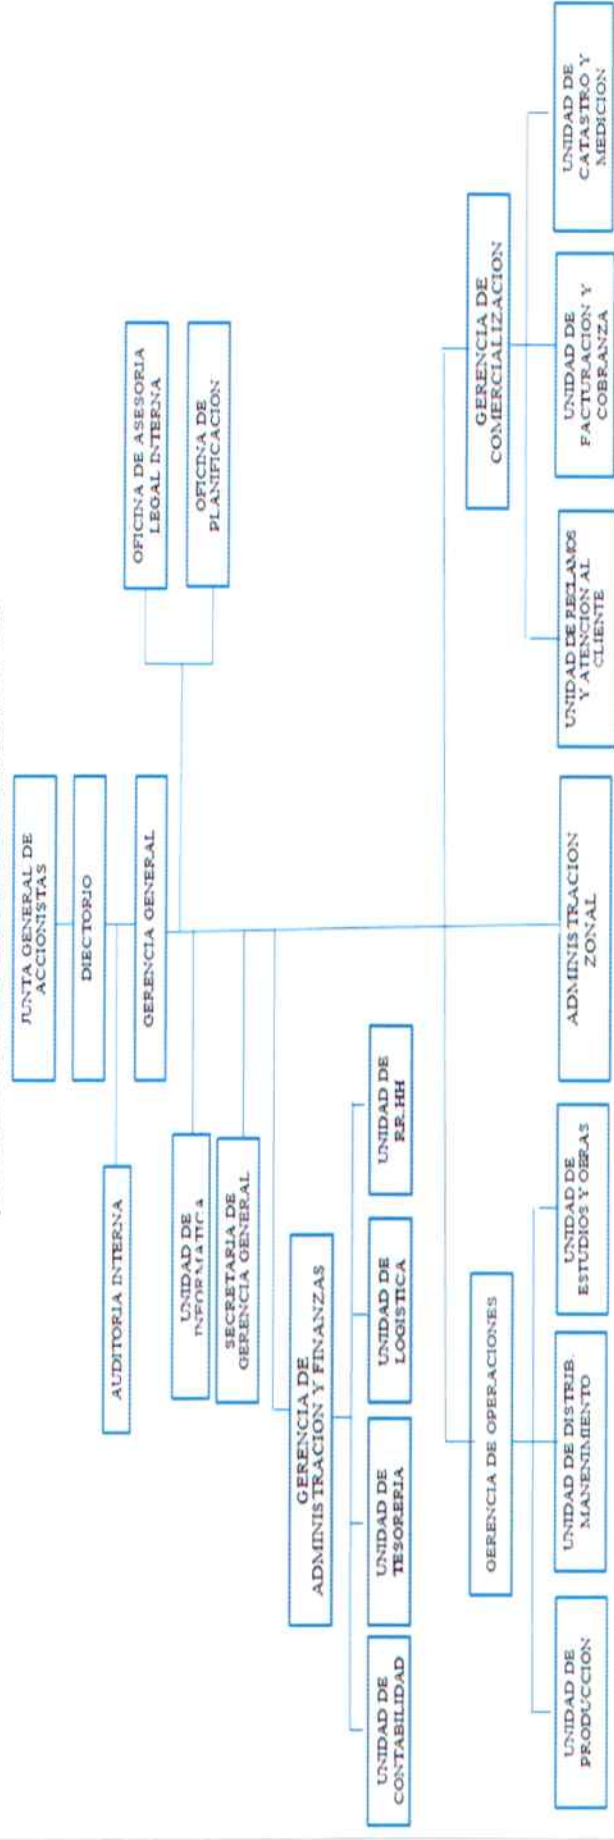 JUNTA GENERAL DE
ACCIONISTAS
DIECTORIO
AUDITORIA INTERNA
GERENCIA GENERAL
OFICINA DE ASESORIA
LEGAL INTERNA
OFICINA DE
PLANIFICACION
UNIDAD DE
INFORMATICA
SECRETARIA DE
GERENCIA GENERAL
GERENCIA DE
ADMINISTRACION Y FINANZAS
UNIDAD DE
CONTABILIDAD
UNIDAD DE
TESORERIA
UNIDAD DE
LOGISTICA
UNIDAD DE
RR.HH
GERENCIA DE OPERACIONES
GERENCIA DE
COMERCIALIZACION
UNIDAD DE
PRODUCCION
UNIDAD DE DISTRIB.
MANENIMIENTO
UNIDAD DE
ESTUDIOS Y OBRAS
ADMINISTRACION
ZONAL
UNIDAD DE RECLAMOS
Y ATENCION AL
CLIENTE
UNIDAD DE
FACTURACION Y
COBRANZA
UNIDAD DE
CATASTRO Y
MEDICION